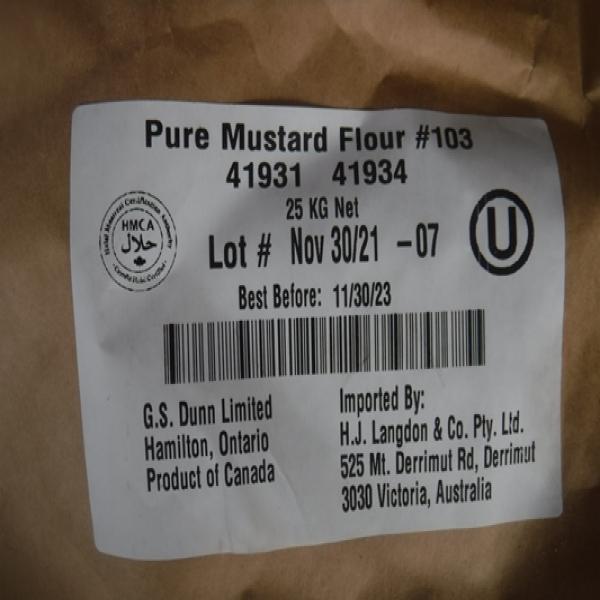 Pure Mustard Flour #103
41931 41934
25 KG Net
Lot # Nov 30/21 -07
Best Before: 11/30/23
HMCA
حلال
U
G.S. Dunn Limited
Hamilton, Ontario
Product of Canada
Imported By:
H.J. Langdon & Co. Pty. Ltd.
525 Mt. Derrimut Rd, Derrimut
3030 Victoria, Australia